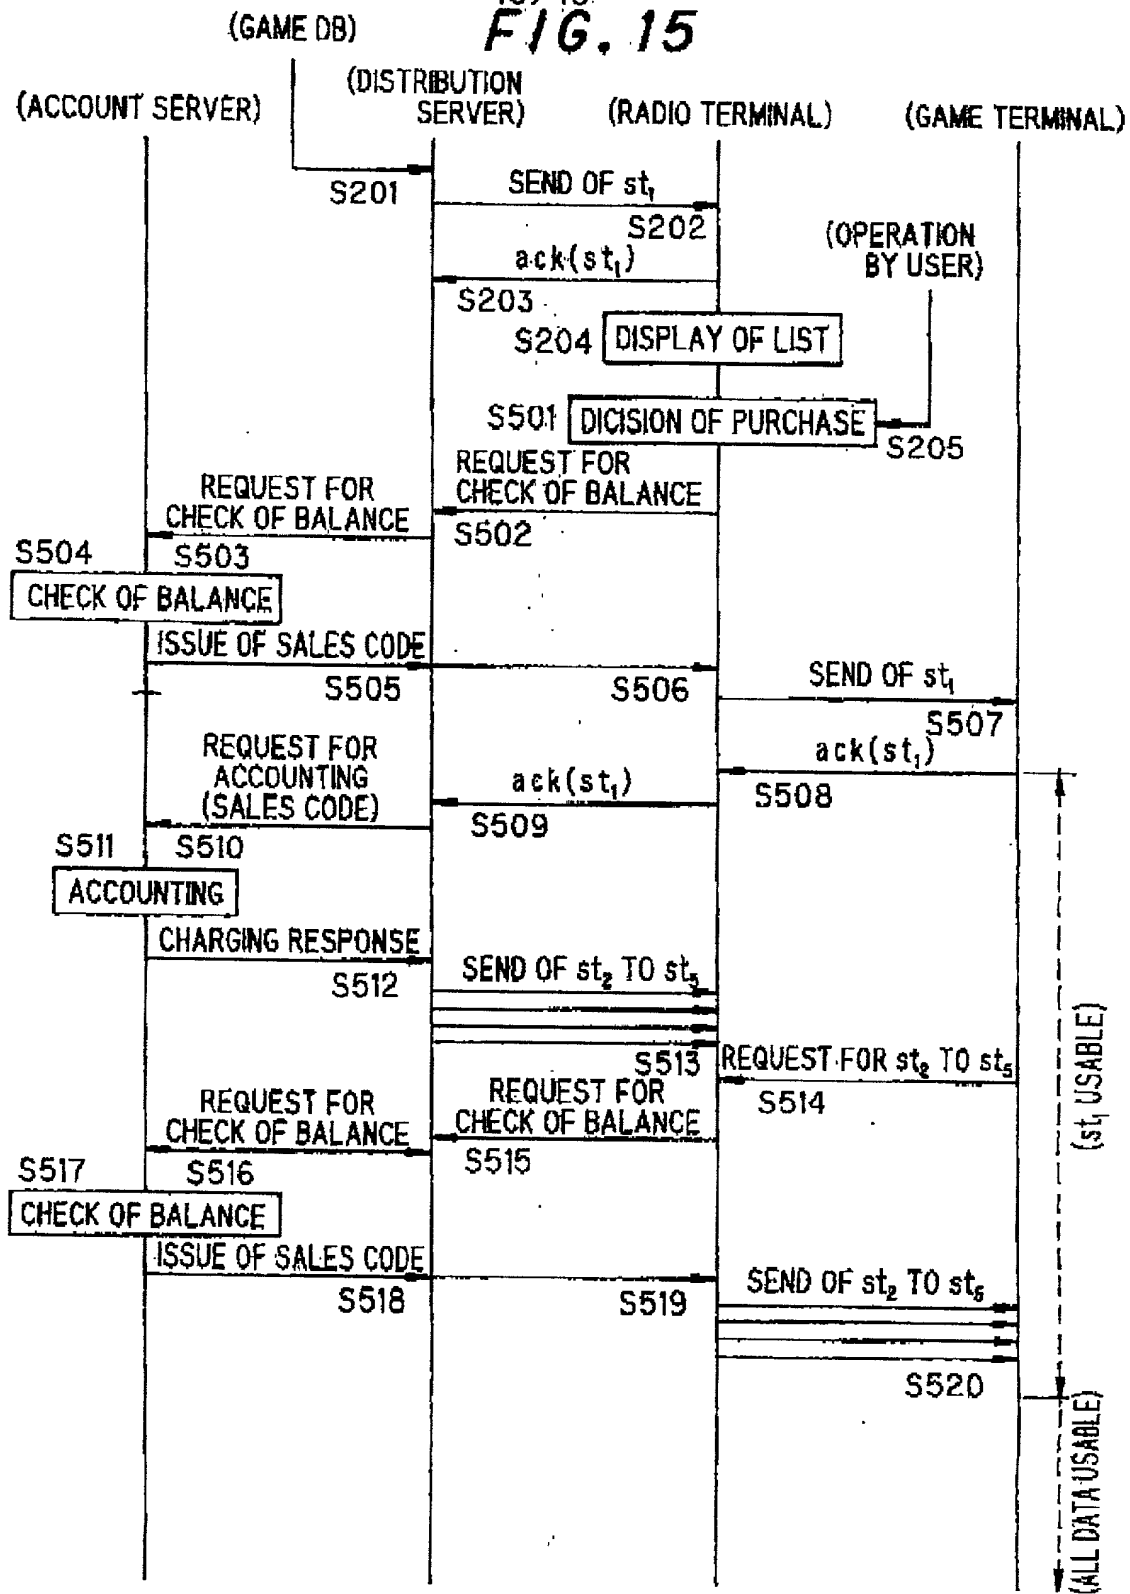 FIG. 15
(GAME DB)
(DISTRIBUTION
SERVER)
(ACCOUNT SERVER)
(RADIO TERMINAL)
(GAME TERMINAL)
S201
SEND OF st₁
S202
(OPERATION
BY USER)
ack(st₁)
S203
S204
DISPLAY OF LIST
S501
DICISION OF PURCHASE
S205
REQUEST FOR
CHECK OF BALANCE
S502
REQUEST FOR
CHECK OF BALANCE
S503
S504
CHECK OF BALANCE
ISSUE OF SALES CODE
S505
S506
SEND OF st₁
S507
ack(st₁)
S508
ack(st₁)
S509
REQUEST FOR
ACCOUNTING
(SALES CODE)
S510
S511
ACCOUNTING
CHARGING RESPONSE
S512
SEND OF st₂ TO st₅
S513
REQUEST FOR st₂ TO st₅
S514
REQUEST FOR
CHECK OF BALANCE
S515
REQUEST FOR
CHECK OF BALANCE
S516
S517
CHECK OF BALANCE
ISSUE OF SALES CODE
S518
S519
SEND OF st₂ TO st₅
S520
(st₁ USABLE)
(ALL DATA USABLE)